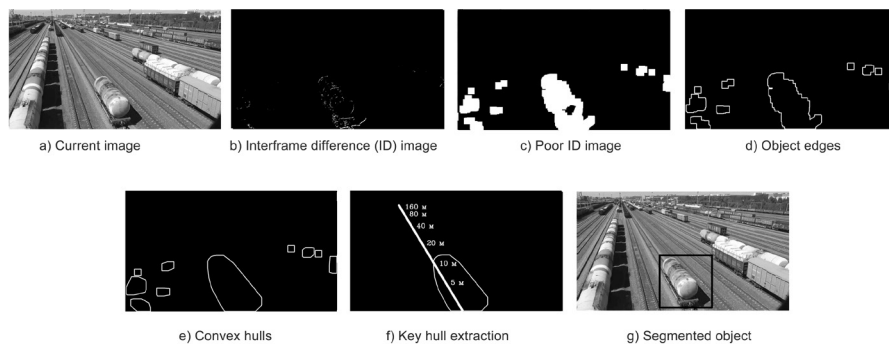 a) Current image
b) Interframe difference (ID) image
c) Poor ID image
d) Object edges
160 м
80 м
40 м
20 м
10 м
5 м
e) Convex hulls
f) Key hull extraction
g) Segmented object